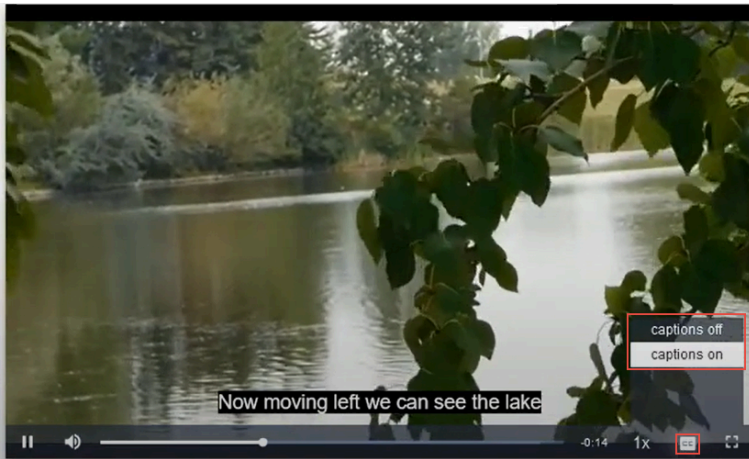 captions off
captions on
Now moving left we can see the lake
-0:14 1x CC